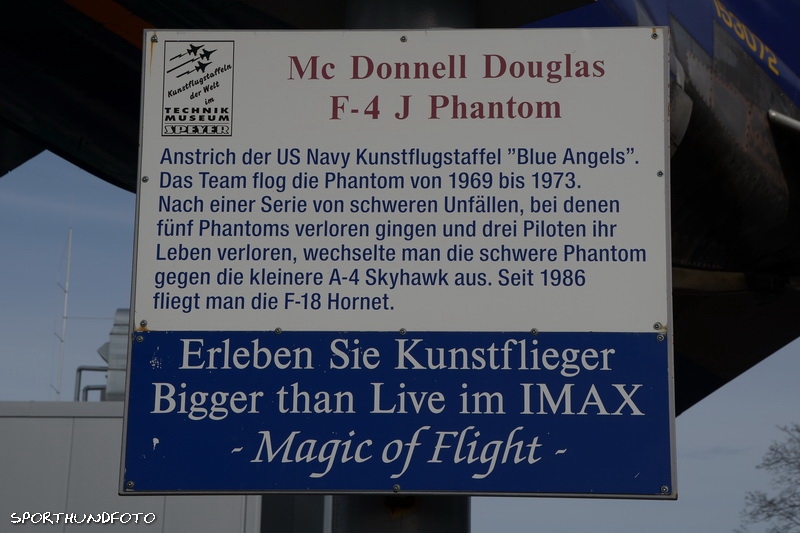 Kunstflugstaffeln
der Welt
im
TECHNIK
MUSEUM
SPEYER
Mc Donnell Douglas
F-4 J Phantom
Anstrich der US Navy Kunstflugstaffel ”Blue Angels”.
Das Team flog die Phantom von 1969 bis 1973.
Nach einer Serie von schweren Unfällen, bei denen
fünf Phantoms verloren gingen und drei Piloten ihr
Leben verloren, wechselte man die schwere Phantom
gegen die kleinere A-4 Skyhawk aus. Seit 1986
fliegt man die F-18 Hornet.
Erleben Sie Kunstflieger
Bigger than Live im IMAX
- Magic of Flight -
153072
SPORTHUNDFOTO